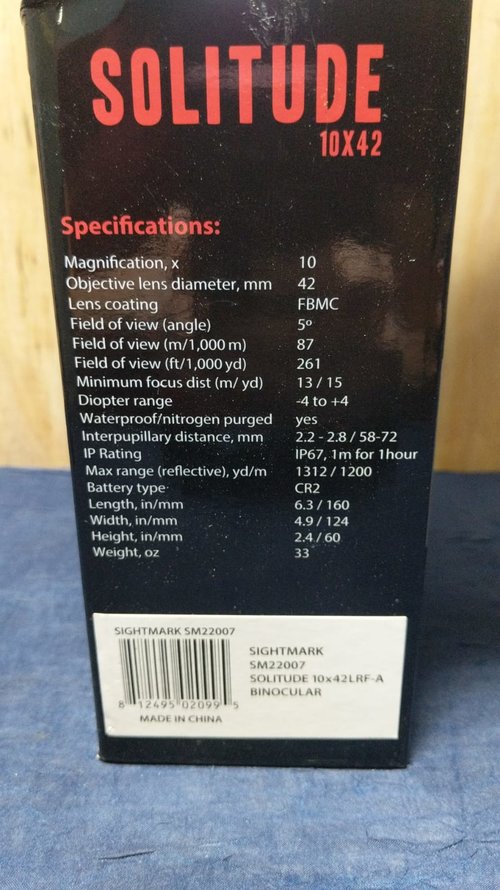 SOLITUDE
10X42
Specifications:
Magnification, x 10
Objective lens diameter, mm 42
Lens coating FBMC
Field of view (angle) 5º
Field of view (m/1,000 m) 87
Field of view (ft/1,000 yd) 261
Minimum focus dist (m/ yd) 13 / 15
Diopter range -4 to +4
Waterproof/nitrogen purged yes
Interpupillary distance, mm 2.2 - 2.8 / 58-72
IP Rating IP67, 1m for 1hour
Max range (reflective), yd/m 1312 / 1200
Battery type CR2
Length, in/mm 6.3 / 160
Width, in/mm 4.9 / 124
Height, in/mm 2.4 / 60
Weight, oz 33
SIGHTMARK SM22007
8 12495 02099 5
MADE IN CHINA
SIGHTMARK
SM22007
SOLITUDE 10x42LRF-A
BINOCULAR